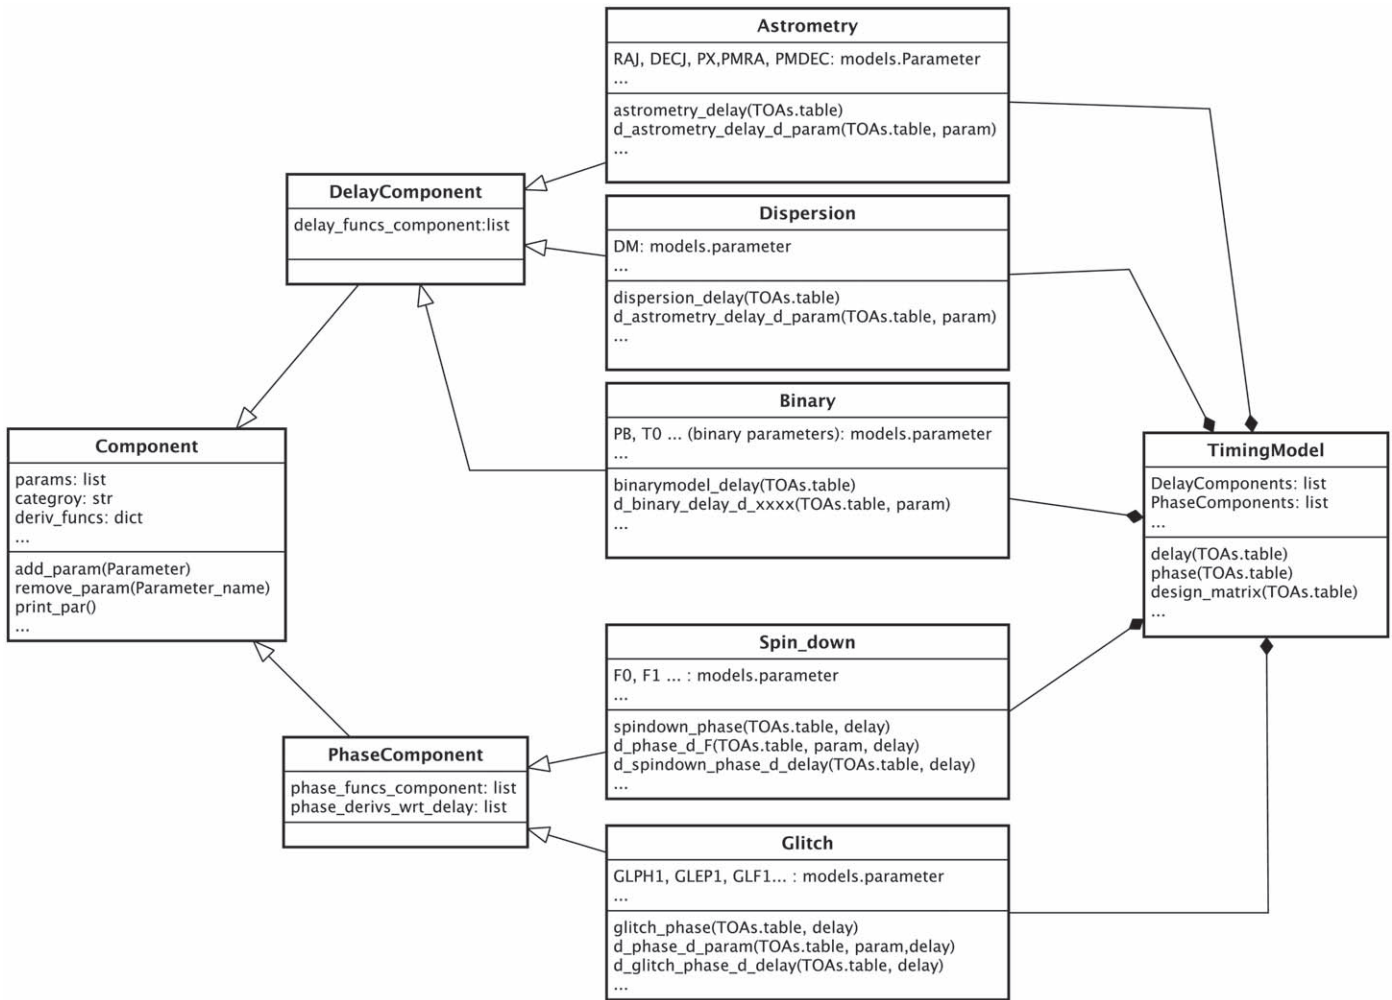 Astrometry
RAJ, DECJ, PX,PMRA, PMDEC: models.Parameter
...
astrometry_delay(TOAs.table)
d_astrometry_delay_d_param(TOAs.table, param)
...
DelayComponent
delay_funcs_component:list
Dispersion
DM: models.parameter
...
dispersion_delay(TOAs.table)
d_astrometry_delay_d_param(TOAs.table, param)
...
Binary
PB, T0 ... (binary parameters): models.parameter
...
binarymodel_delay(TOAs.table)
d_binary_delay_d_xxxx(TOAs.table, param)
...
Component
params: list
categroy: str
deriv_funcs: dict
...
add_param(Parameter)
remove_param(Parameter_name)
print_par()
...
TimingModel
DelayComponents: list
PhaseComponents: list
...
delay(TOAs.table)
phase(TOAs.table)
design_matrix(TOAs.table)
...
Spin_down
F0, F1 ... : models.parameter
...
spindown_phase(TOAs.table, delay)
d_phase_d_F(TOAs.table, param, delay)
d_spindown_phase_d_delay(TOAs.table, delay)
...
PhaseComponent
phase_funcs_component: list
phase_derivs_wrt_delay: list
Glitch
GLPH1, GLEP1, GLF1... : models.parameter
...
glitch_phase(TOAs.table, delay)
d_phase_d_param(TOAs.table, param,delay)
d_glitch_phase_d_delay(TOAs.table, delay)
...